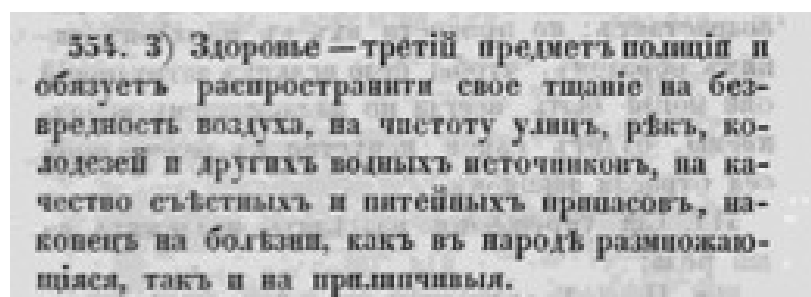 554. 3) Здоровье — третій предметъ полиціи и
обязуетъ распространити свое тщаніе на без-
вредность воздуха, на чистоту улицъ, рѣкъ, ко-
лодезей и другихъ водныхъ источниковъ, на ка-
чество съѣстныхъ и питейныхъ припасовъ, на-
конецъ на болѣзни, какъ въ народѣ размножаю-
щіяся, такъ и на прилипчивыя.